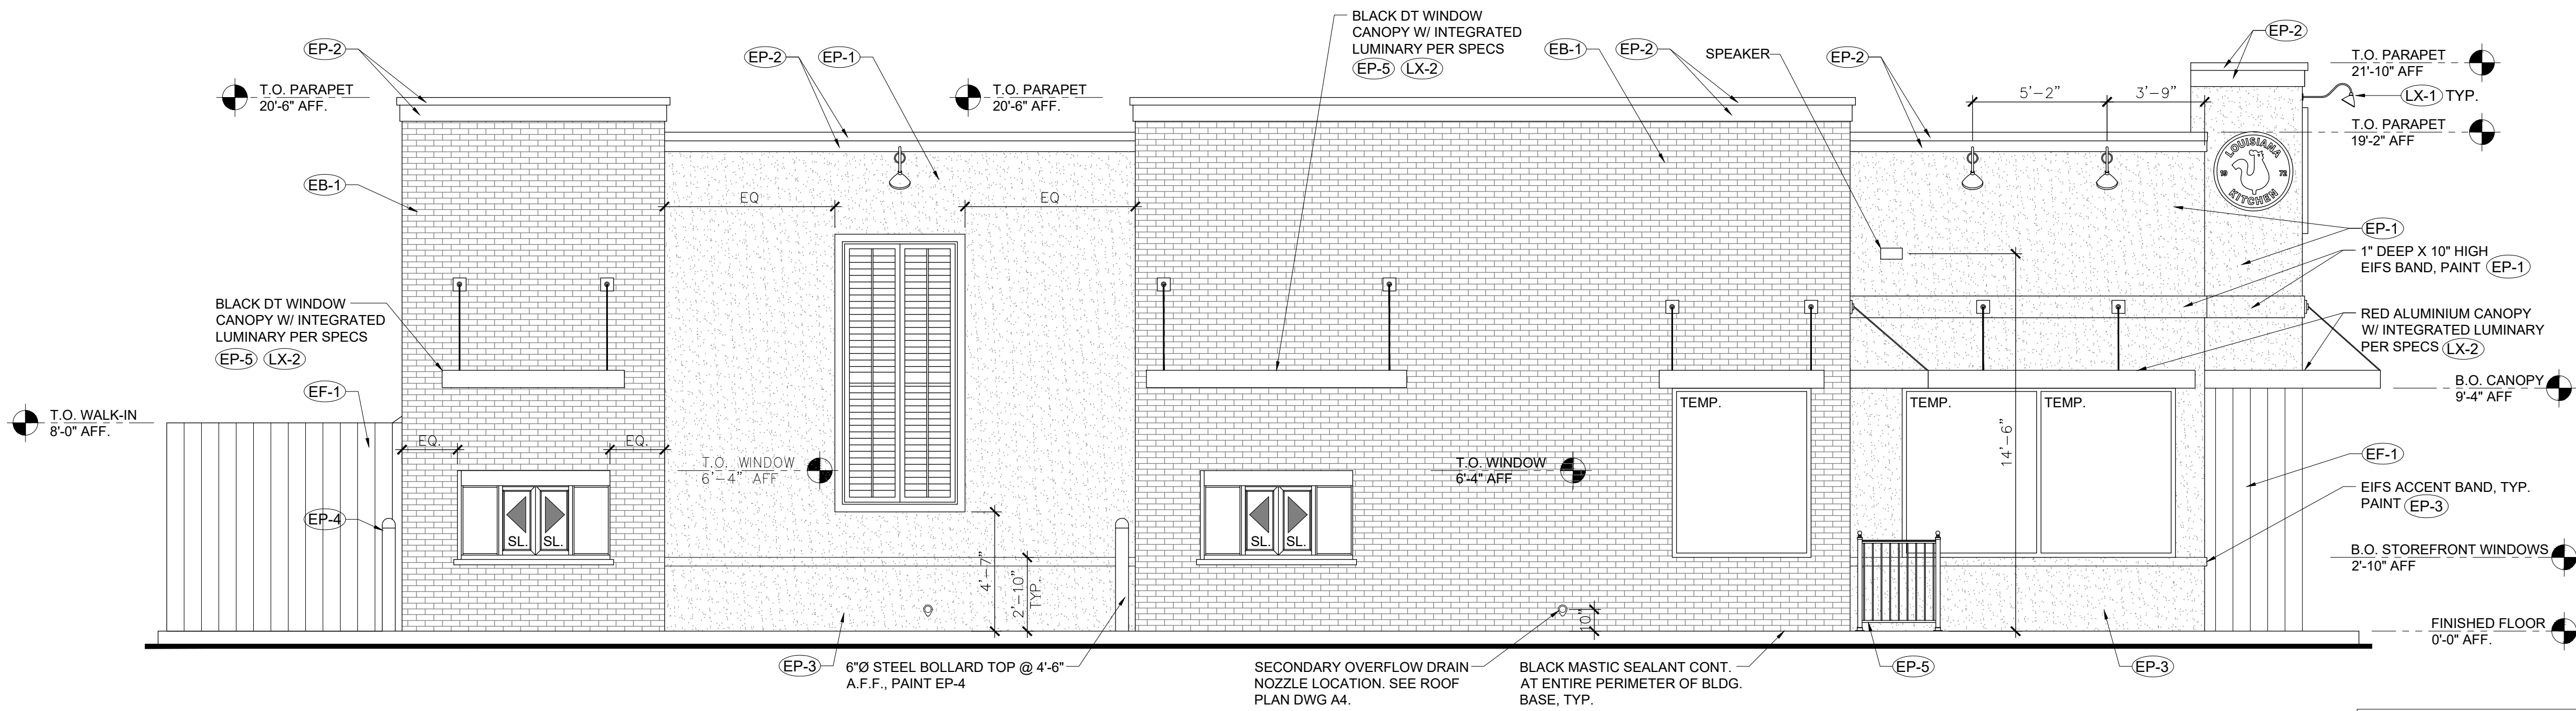 EP-2
T.O. PARAPET
20'-6" AFF.
EB-1
BLACK DT WINDOW
CANOPY W/ INTEGRATED
LUMINARY PER SPECS
EP-5 LX-2
EF-1
T.O. WALK-IN
8'-0" AFF.
EP-4
EQ.
EQ.
SL. SL.
EP-2
EP-1
T.O. PARAPET
20'-6" AFF.
EQ
EQ
T.O. WINDOW
6'-4" AFF
4'-7"
2'-10"
TYP.
EP-3
6"Ø STEEL BOLLARD TOP @ 4'-6"
A.F.F., PAINT EP-4
BLACK DT WINDOW
CANOPY W/ INTEGRATED
LUMINARY PER SPECS
EP-5 LX-2
EB-1
EP-2
SPEAKER
EP-2
T.O. WINDOW
6'-4" AFF
SL. SL.
TEMP.
10"
SECONDARY OVERFLOW DRAIN
NOZZLE LOCATION. SEE ROOF
PLAN DWG A4.
BLACK MASTIC SEALANT CONT.
AT ENTIRE PERIMETER OF BLDG.
BASE, TYP.
5'-2"
3'-9"
14'-6"
TEMP.
TEMP.
EP-5
EP-3
EP-2
T.O. PARAPET
21'-10" AFF
LX-1 TYP.
T.O. PARAPET
19'-2" AFF
LOUISIANA
19 72
KITCHEN
EP-1
1" DEEP X 10" HIGH
EIFS BAND, PAINT EP-1
RED ALUMINIUM CANOPY
W/ INTEGRATED LUMINARY
PER SPECS LX-2
B.O. CANOPY
9'-4" AFF
EF-1
EIFS ACCENT BAND, TYP.
PAINT EP-3
B.O. STOREFRONT WINDOWS
2'-10" AFF
FINISHED FLOOR
0'-0" AFF.